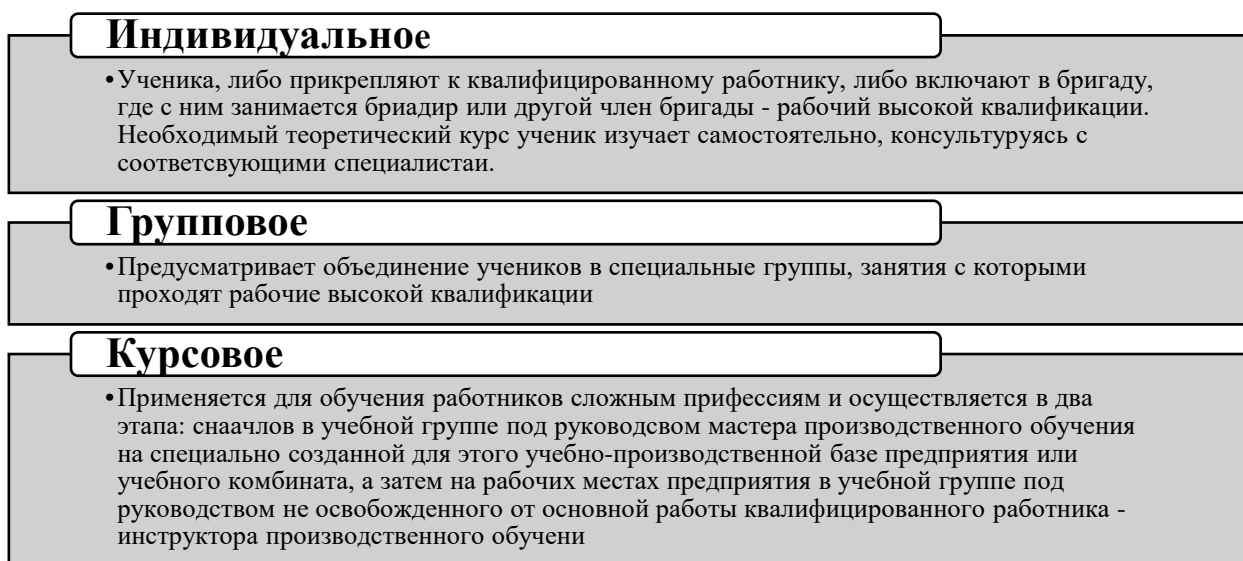 Индивидуальное
•Ученика, либо прикрепляют к квалифицированному работнику, либо включают в бригаду,
где с ним занимается бриадир или другой член бригады - рабочий высокой квалификации.
Необходимый теоретический курс ученик изучает самостоятельно, консультуруясь с
соответсвующими специалистаи.
Групповое
•Предусматривает объединение учеников в специальные группы, занятия с которыми
проходят рабочие высокой квалификации
Курсовое
•Применяется для обучения работников сложным прифессиям и осуществляется в два
этапа: снаачлов в учебной группе под руководсвом мастера производственного обучения
на специально созданной для этого учебно-производственной базе предприятия или
учебного комбината, а затем на рабочих местах предприятия в учебной группе под
руководством не освобожденного от основной работы квалифицированного работника -
инструктора производственного обучени